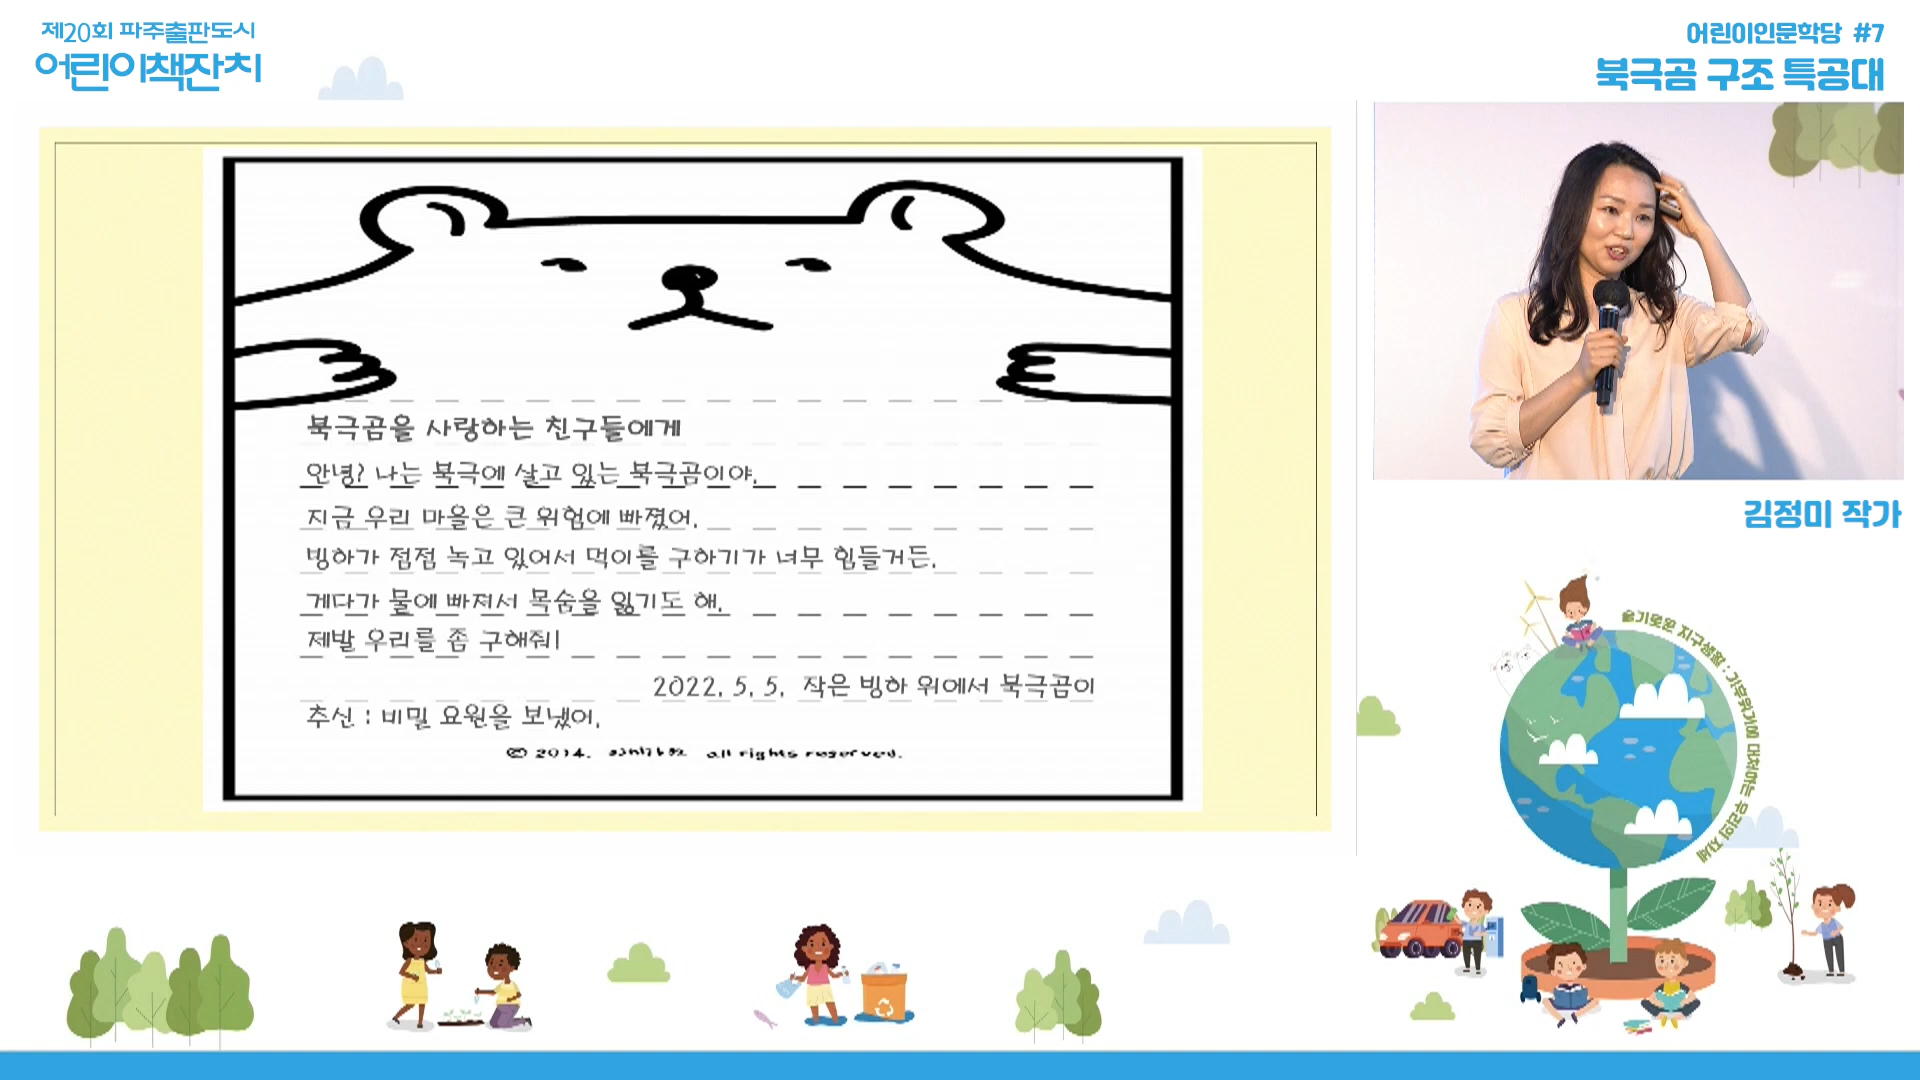 제20회 파주출판도시
어린이책잔치
어린이인문학당 #7
북극곰 구조 특공대
북극곰을 사랑하는 친구들에게
안녕? 나는 북극에 살고 있는 북극곰이야.
지금 우리 마을은 큰 위험에 빠졌어.
빙하가 점점 녹고 있어서 먹이를 구하기가 너무 힘들거든.
게다가 물에 빠져서 목숨을 잃기도 해.
제발 우리를 좀 구해줘!
2022. 5. 5. 작은 빙하 위에서 북극곰이
추신 : 비밀 요원을 보냈어.
© 2014. all rights reserved.
김정미 작가
슬기로운 지구생활 : 기후위기에 대처하는 우리의 자세